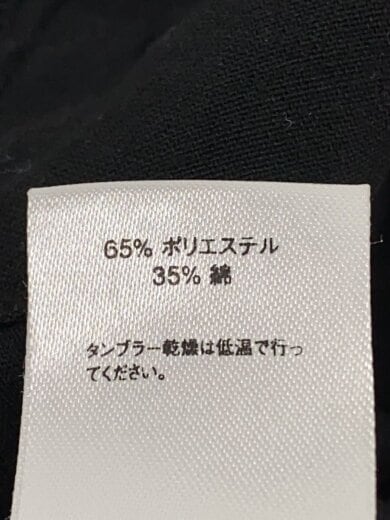 65% ポリエステル
35% 綿
タンブラー乾燥は低温で行っ
てください。